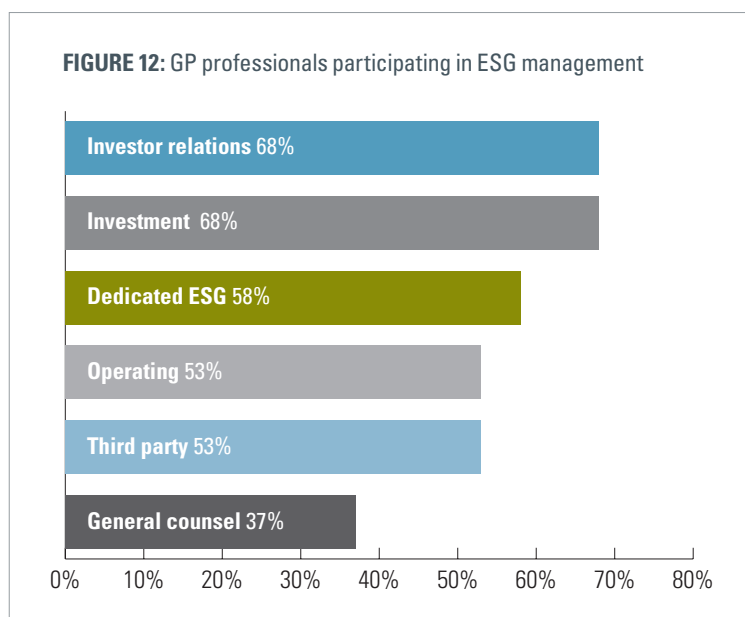 FIGURE 12: GP professionals participating in ESG management
Investor relations 68%
Investment 68%
Dedicated ESG 58%
Operating 53%
Third party 53%
General counsel 37%
0% 10% 20% 30% 40% 50% 60% 70% 80%